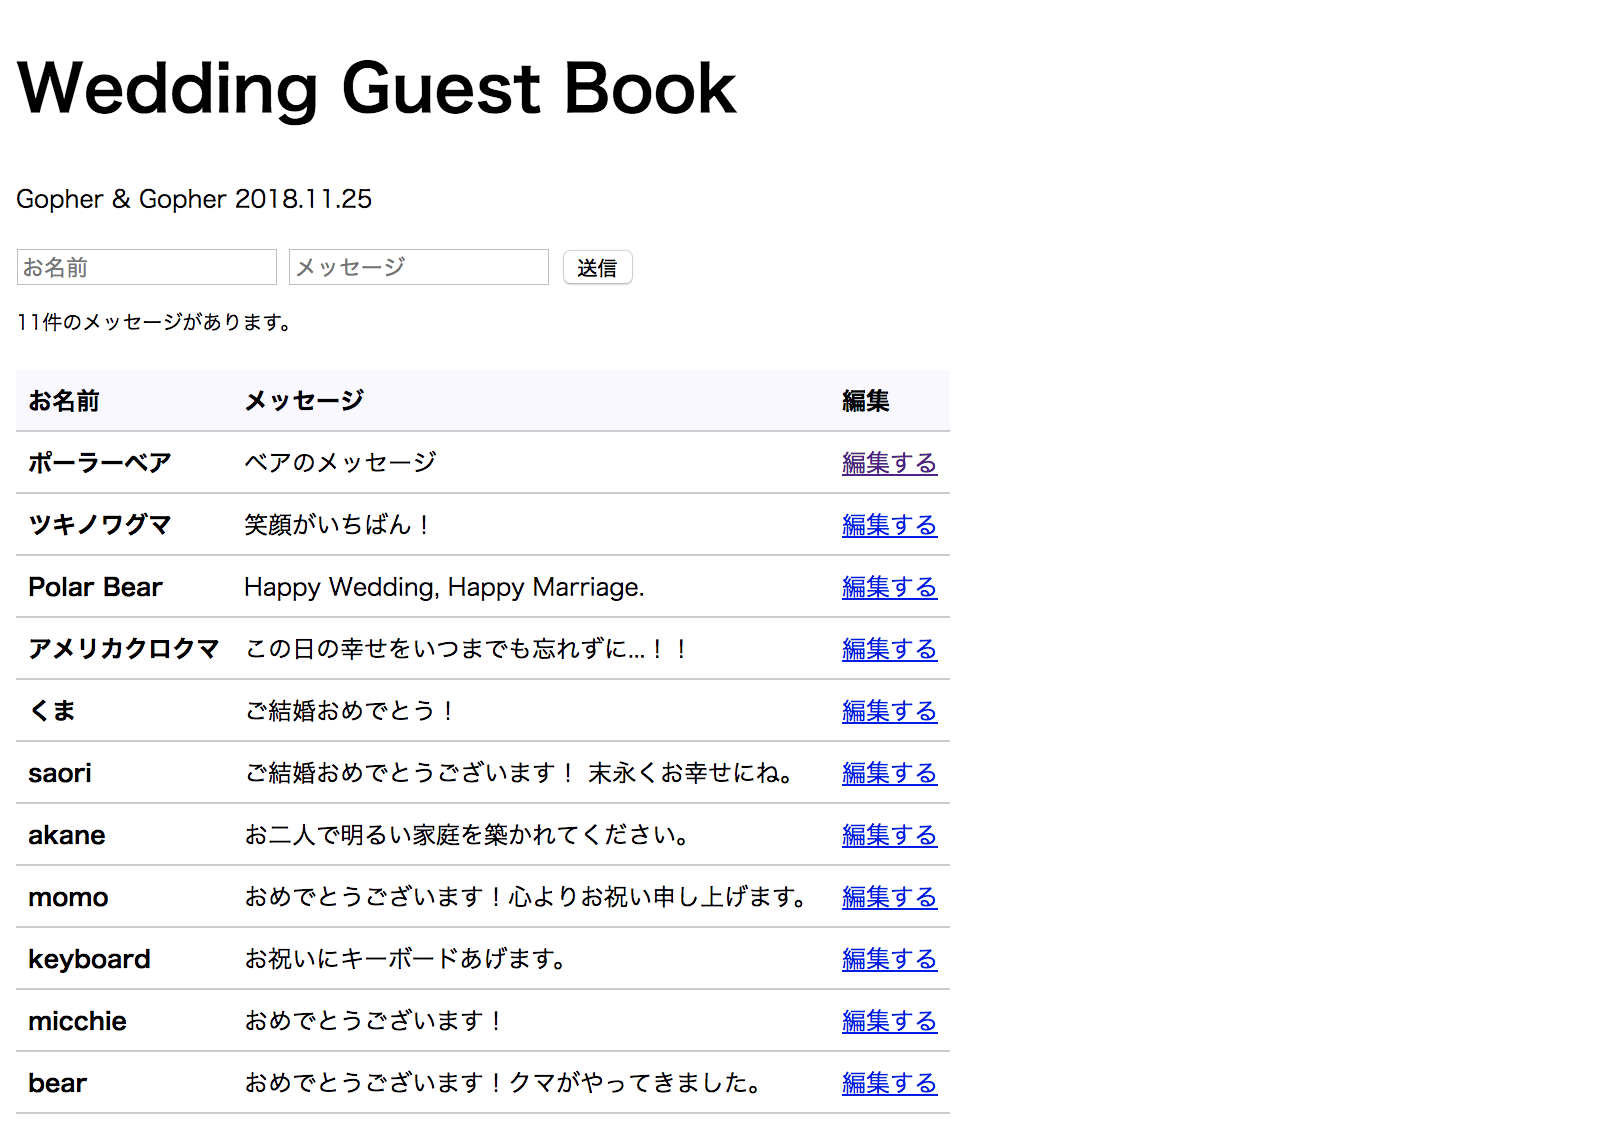 Wedding Guest Book
Gopher & Gopher 2018.11.25
お名前 メッセージ 送信
11件のメッセージがあります。
お名前 メッセージ 編集
ポーラーベア ベアのメッセージ 編集する
ツキノワグマ 笑顔がいちばん！ 編集する
Polar Bear Happy Wedding, Happy Marriage. 編集する
アメリカクロクマ この日の幸せをいつまでも忘れずに...！！ 編集する
くま ご結婚おめでとう！ 編集する
saori ご結婚おめでとうございます！ 末永くお幸せにね。 編集する
akane お二人で明るい家庭を築かれてください。 編集する
momo おめでとうございます！心よりお祝い申し上げます。 編集する
keyboard お祝いにキーボードあげます。 編集する
micchie おめでとうございます！ 編集する
bear おめでとうございます！クマがやってきました。 編集する